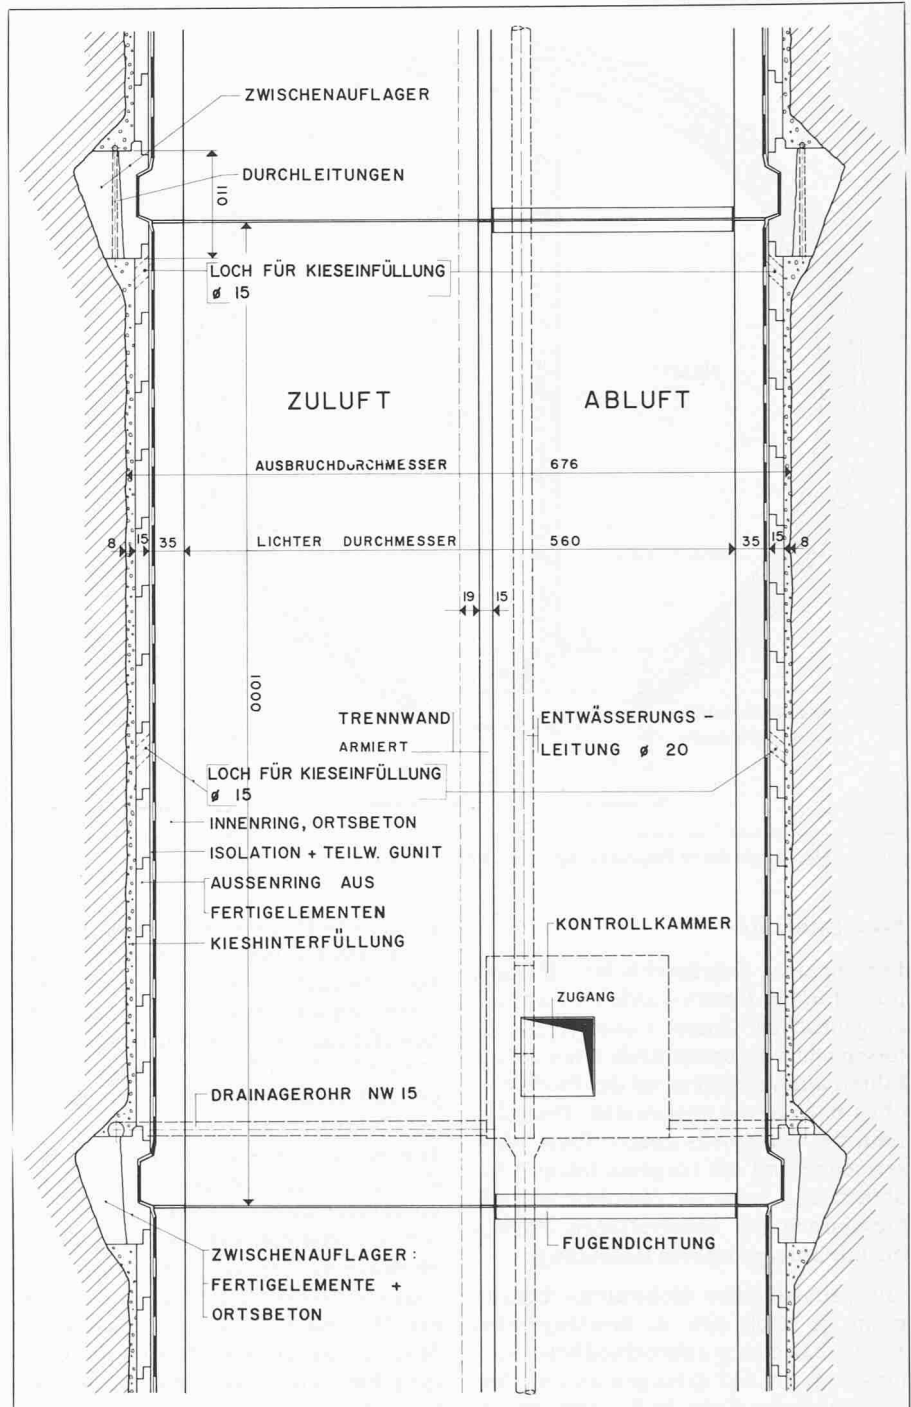 ZWISCHENAUFLAGER
DURCHLEITUNGEN
110
LOCH FÜR KIESEINFÜLLUNG
ø 15
ZULUFT
ABLUFT
AUSBRUCHDURCHMESSER 676
8 15 35 LICHTER DURCHMESSER 560 35 15 8
19 15
1000
TRENNWAND
ARMIERT
ENTWÄSSERUNGS-
LEITUNG ø 20
LOCH FÜR KIESEINFÜLLUNG
ø 15
INNENRING, ORTSBETON
ISOLATION + TEILW. GUNIT
AUSSENRING AUS
FERTIGELEMENTEN
KIESHINTERFÜLLUNG
KONTROLLKAMMER
ZUGANG
DRAINAGEROHR NW 15
FUGENDICHTUNG
ZWISCHENAUFLAGER:
FERTIGELEMENTE +
ORTSBETON